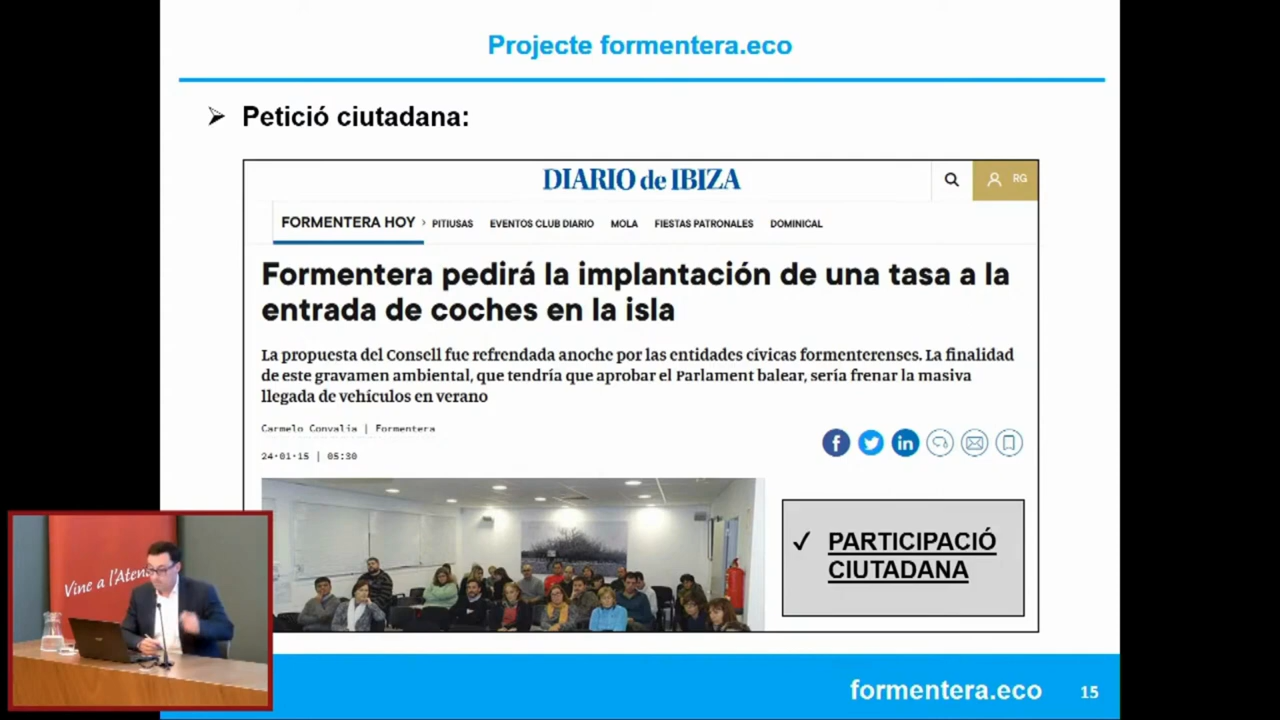 Projecte formentera.eco
Petició ciutadana:
DIARIO de IBIZA
RG
FORMENTERA HOY › PITIUSAS EVENTOS CLUB DIARIO MOLA FIESTAS PATRONALES DOMINICAL
Formentera pedirá la implantación de una tasa a la
entrada de coches en la isla
La propuesta del Consell fue refrendada anoche por las entidades cívicas formenterenses. La finalidad
de este gravamen ambiental, que tendría que aprobar el Parlament balear, sería frenar la masiva
llegada de vehículos en verano
Carmelo Convalia | Formentera
24·01·15 | 05:30
✓ PARTICIPACIÓ
CIUTADANA
Vine a l'Aten
formentera.eco 15